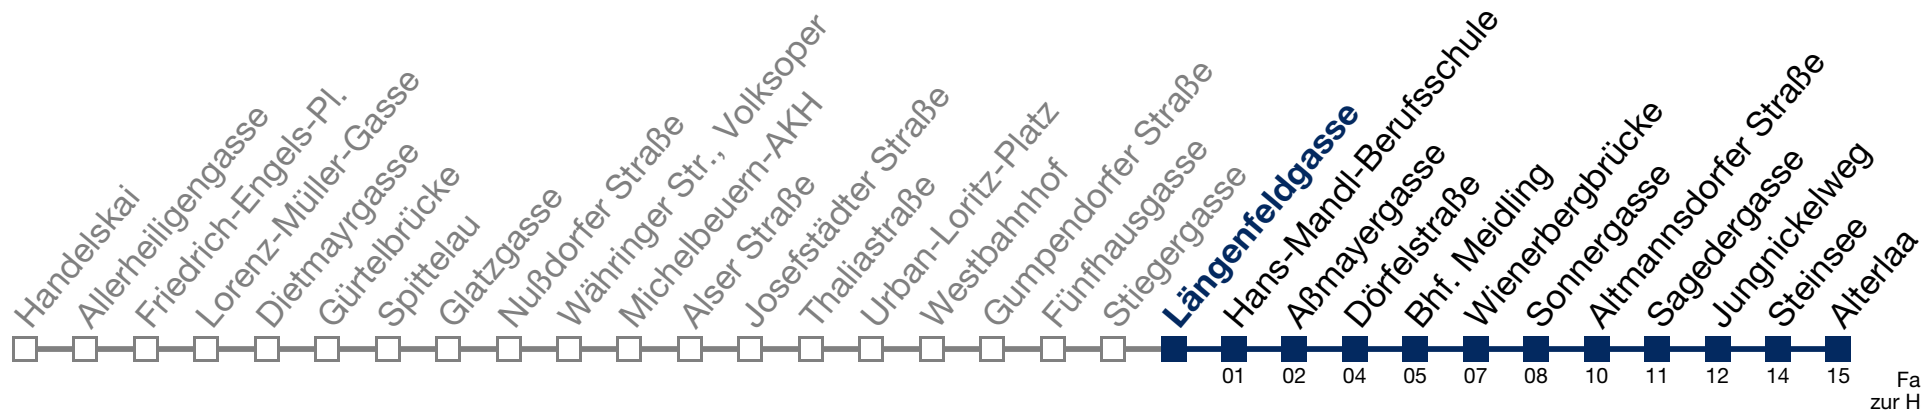 Handelskai
Allerheiligengasse
Friedrich-Engels-Pl.
Lorenz-Müller-Gasse
Dietmayrgasse
Gürtelbrücke
Spittelau
Glatzgasse
Nußdorfer Straße
Währinger Str., Volksoper
Michelbeuern-AKH
Alser Straße
Josefstädter Straße
Thaliastraße
Urban-Loritz-Platz
Westbahnhof
Gumpendorfer Straße
Fünfhausgasse
Stiegergasse
Längenfeldgasse
Hans-Mandl-Berufsschule
Aßmayergasse
Dörfelstraße
Bhf. Meidling
Wienerbergbrücke
Sonnergasse
Altmannsdorfer Straße
Sagedergasse
Jungnickelweg
Steinsee
Alterlaa
01 02 04 05 07 08 10 11 12 14 15
Fa
zur H